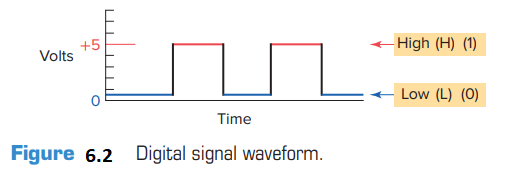 +5
High (H) (1)
Volts
0
Low (L) (0)
Time
Figure 6.2 Digital signal waveform.